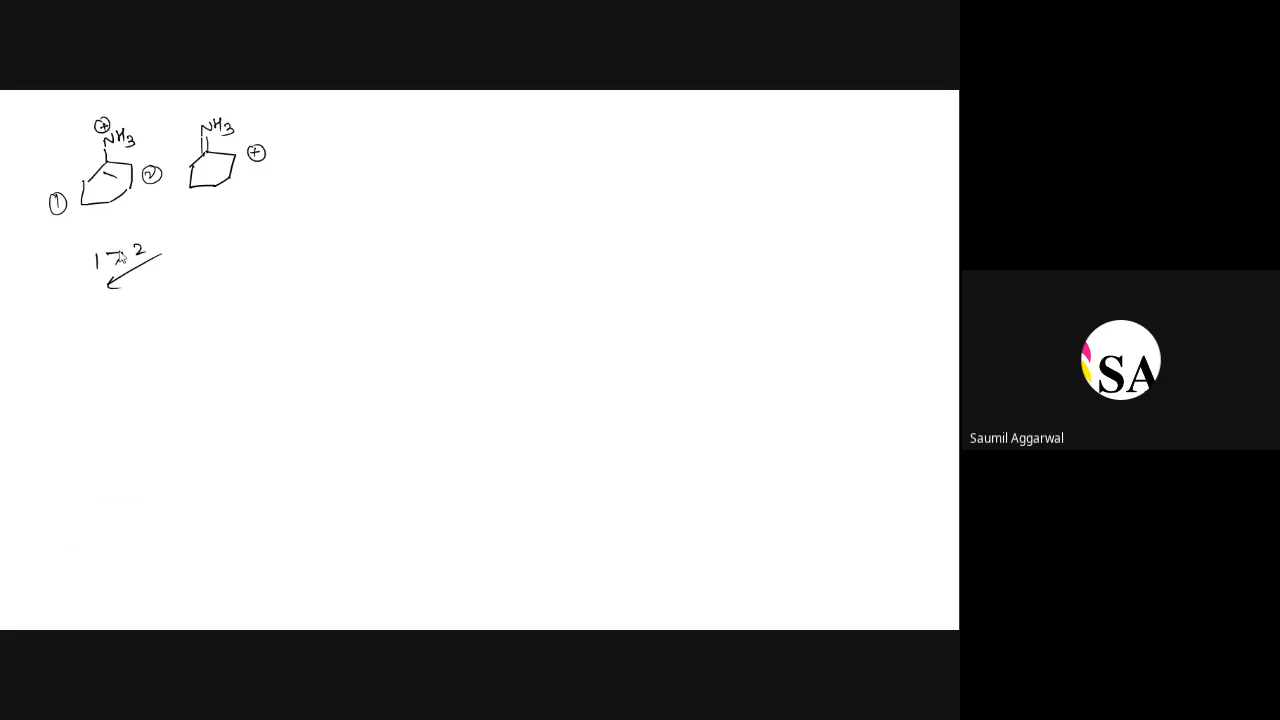 ⊕
NH3
NH3
⊕
②
①
1 > 2
SA
Saumil Aggarwal